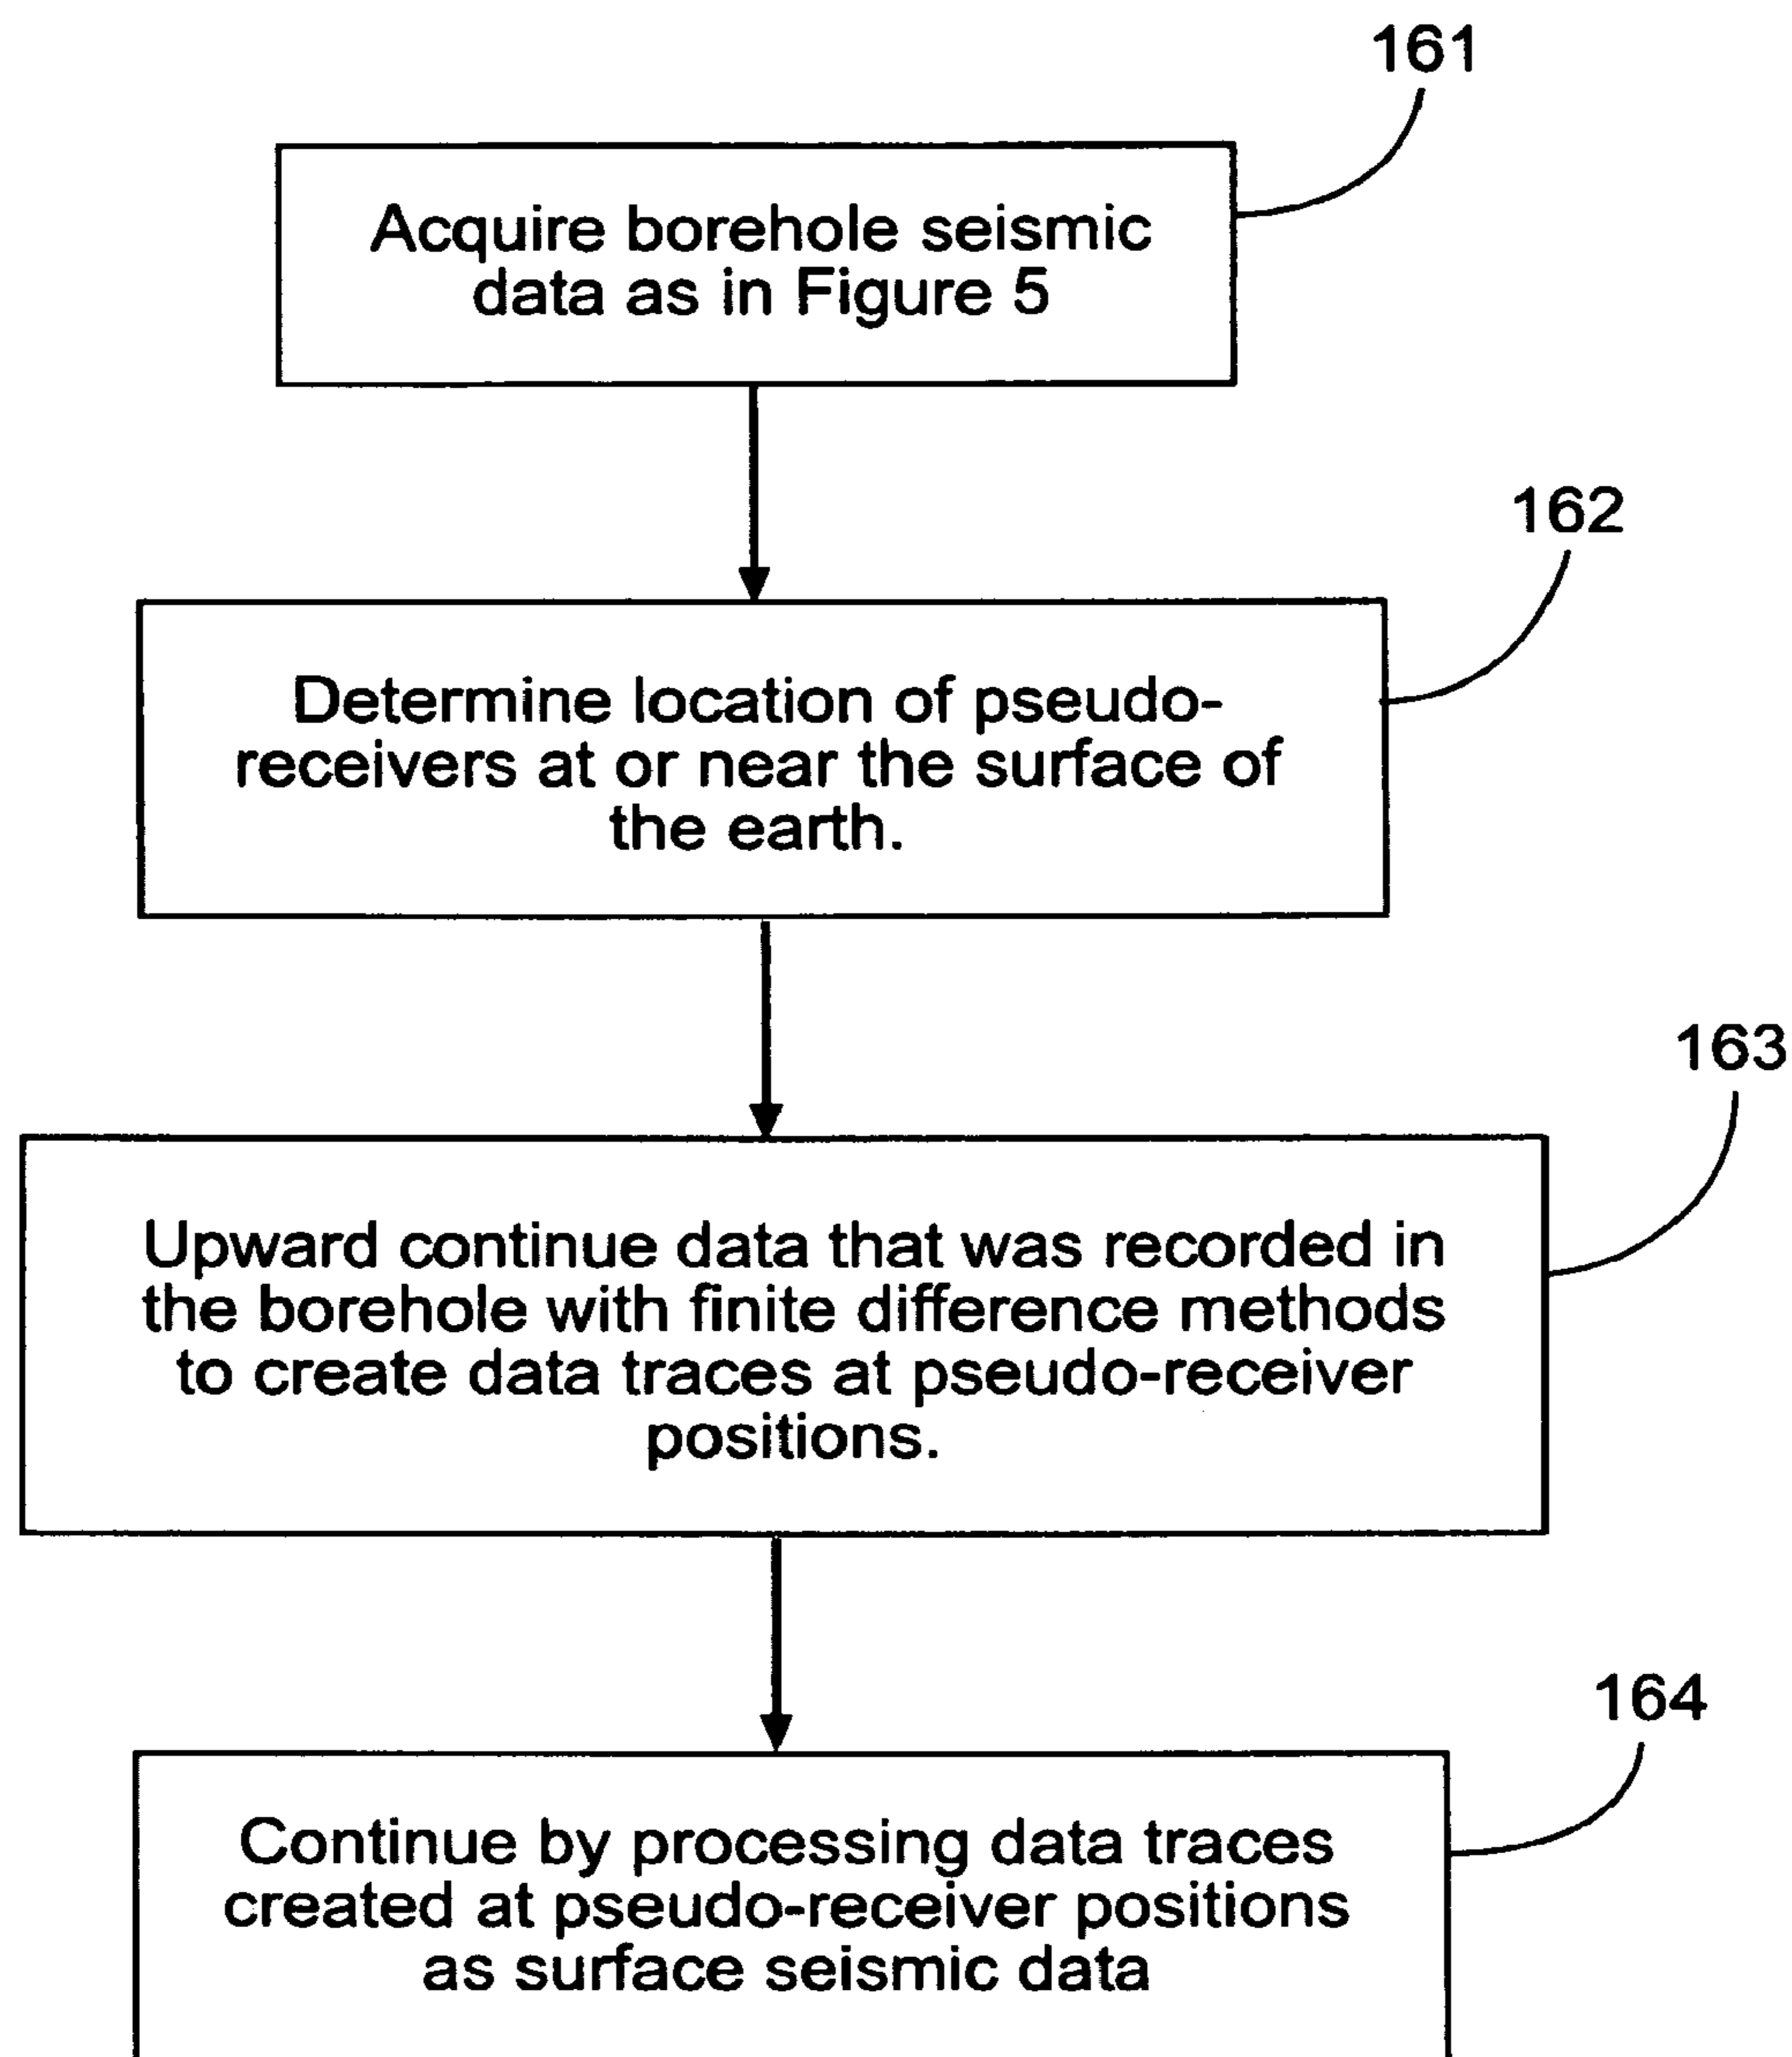 161
Acquire borehole seismic
data as in Figure 5
162
Determine location of pseudo-
receivers at or near the surface of
the earth.
163
Upward continue data that was recorded in
the borehole with finite difference methods
to create data traces at pseudo-receiver
positions.
164
Continue by processing data traces
created at pseudo-receiver positions
as surface seismic data